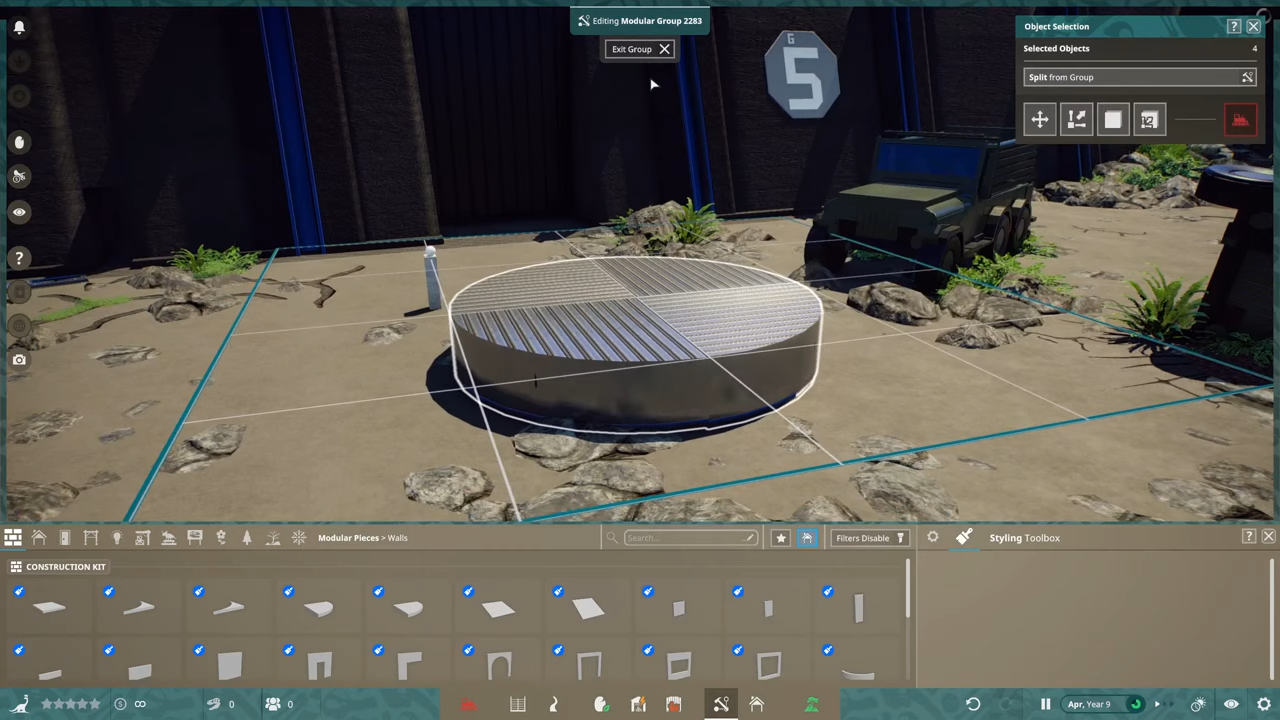 Editing Modular Group 2283
Exit Group
G
5
Object Selection
?
Selected Objects
4
Split from Group
12
?
Modular Pieces > Walls
Search...
Filters Disable
Styling Toolbox
?
CONSTRUCTION KIT
∞
0
0
Apr, Year 9